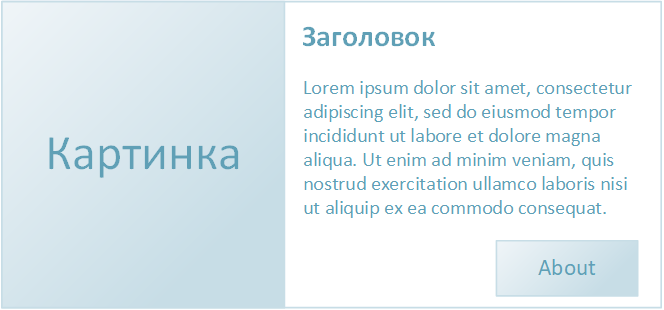 Картинка
Заголовок
Lorem ipsum dolor sit amet, consectetur
adipiscing elit, sed do eiusmod tempor
incididunt ut labore et dolore magna
aliqua. Ut enim ad minim veniam, quis
nostrud exercitation ullamco laboris nisi
ut aliquip ex ea commodo consequat.
About